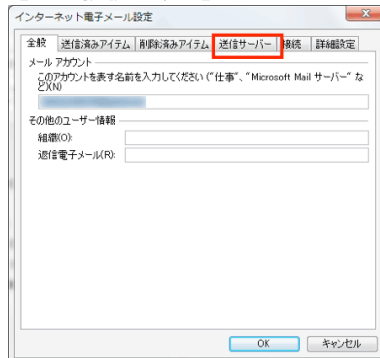 インターネット電子メール設定
全般 送信済みアイテム 削除済みアイテム 送信サーバー 接続 詳細設定
メール アカウント
このアカウントを表す名前を入力してください ("仕事"、"Microsoft Mail サーバー" な
ど)(N)
その他のユーザー情報
組織(O):
返信電子メール(R):
OK キャンセル